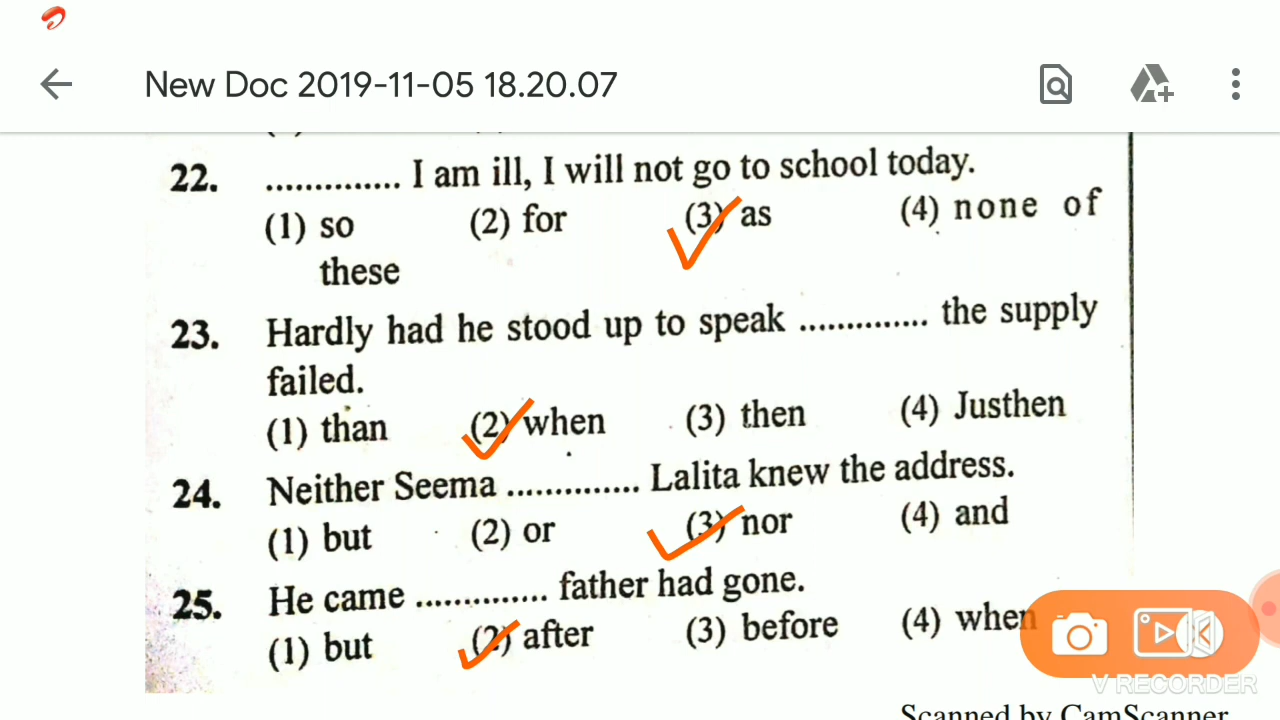 New Doc 2019-11-05 18.20.07
22. .............. I am ill, I will not go to school today.
(1) so (2) for (3) as (4) none of
these
23. Hardly had he stood up to speak .............. the supply
failed.
(1) than (2) when (3) then (4) Justhen
24. Neither Seema .............. Lalita knew the address.
(1) but (2) or (3) nor (4) and
25. He came .............. father had gone.
(1) but (2) after (3) before (4) when
V RECORDER
Scanned by CamScanner